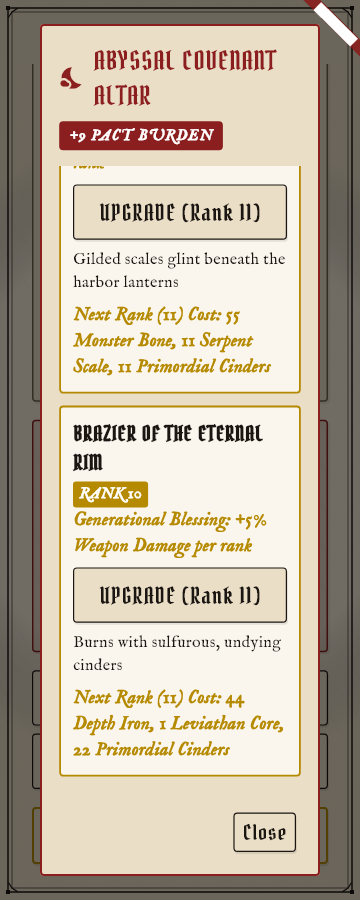 ABYSSAL COVENANT
ALTAR
+9 PACT BURDEN
UPGRADE (Rank 11)
Gilded scales glint beneath the
harbor lanterns
Next Rank (11) Cost: 55
Monster Bone, 11 Serpent
Scale, 11 Primordial Cinders
BRAZIER OF THE ETERNAL
RIM
RANK 10
Generational Blessing: +5%
Weapon Damage per rank
UPGRADE (Rank 11)
Burns with sulfurous, undying
cinders
Next Rank (11) Cost: 44
Depth Iron, 1 Leviathan Core,
22 Primordial Cinders
Close